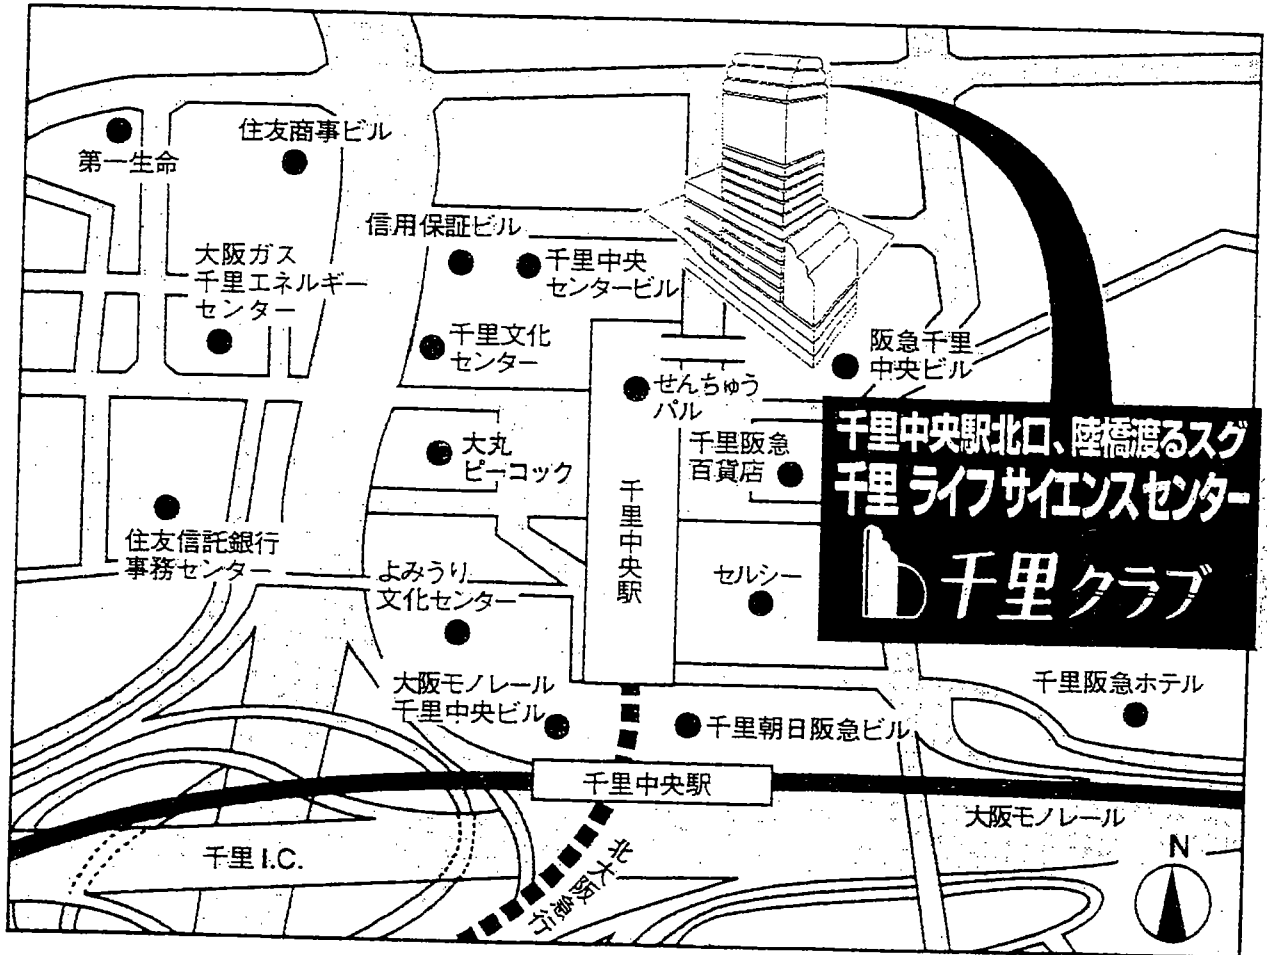 第一生命
住友商事ビル
信用保証ビル
大阪ガス
千里エネルギー
センター
千里中央
センタービル
千里文化
センター
阪急千里
中央ビル
せんちゅう
パル
大丸
ピーコック
千里阪急
百貨店
千里中央駅北口、陸橋渡るスグ
千里ライフサイエンスセンター
千里クラブ
千里中央駅
住友信託銀行
事務センター
よみうり
文化センター
セルシー
大阪モノレール
千里中央ビル
千里朝日阪急ビル
千里阪急ホテル
千里中央駅
大阪モノレール
千里I.C.
北大阪急行
N